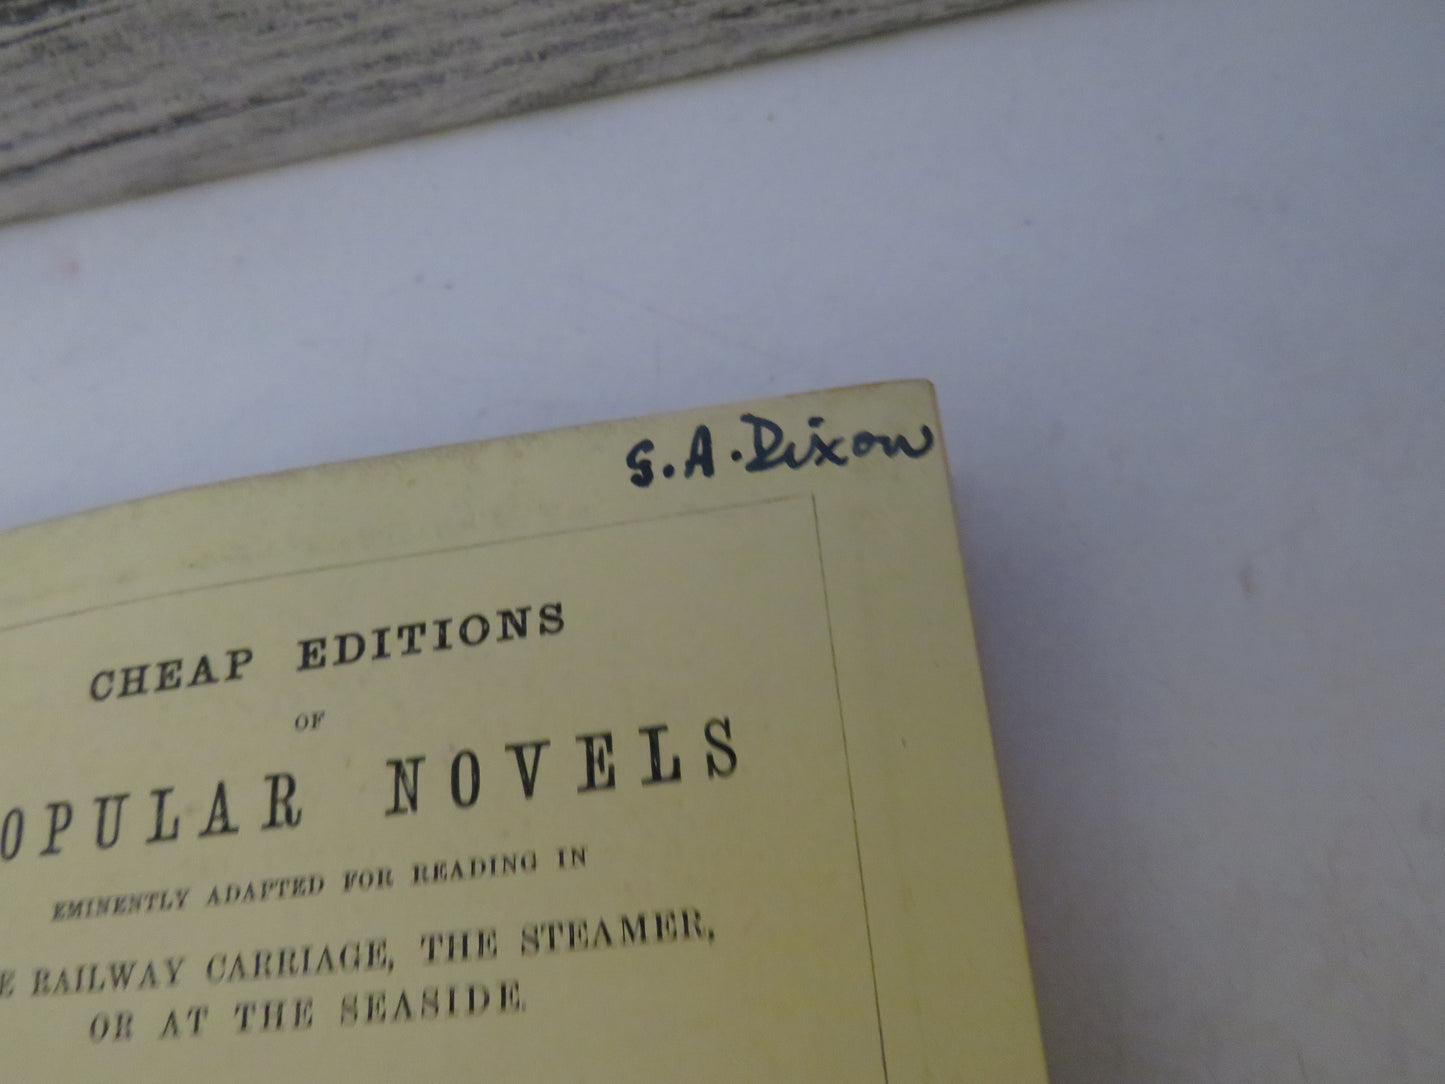 G.A. Dixon
CHEAP EDITIONS
OF
OPULAR NOVELS
EMINENTLY ADAPTED FOR READING IN
E RAILWAY CARRIAGE, THE STEAMER,
OR AT THE SEASIDE.